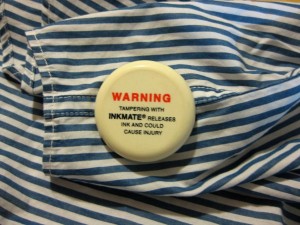 WARNING
TAMPERING WITH
INKMATE® RELEASES
INK AND COULD
CAUSE INJURY